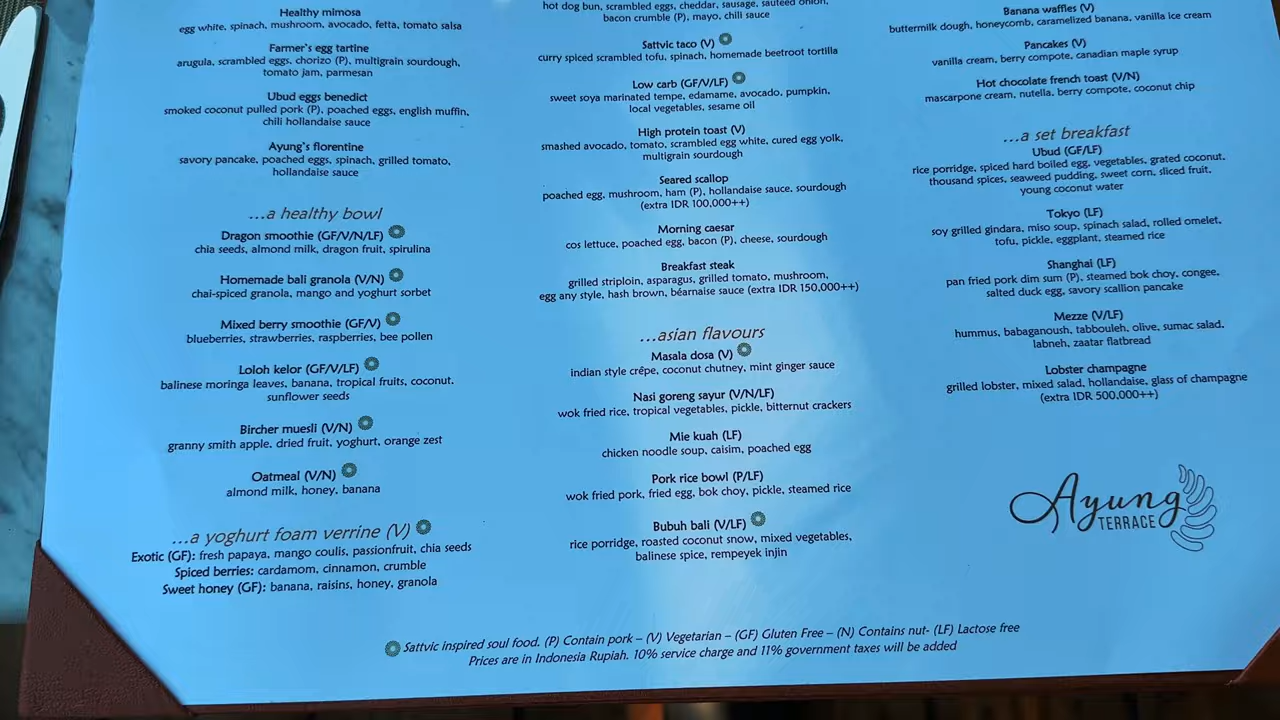 Healthy mimosa
egg white, spinach, mushroom, avocado, feta, tomato salsa
Farmer's egg tartine
arugula, scrambled eggs, chorizo (P), multigrain sourdough,
tomato jam, parmesan
Ubud eggs benedict
smoked coconut pulled pork (P), poached eggs, english muffin,
chili hollandaise sauce
Ayung's florentine
savory pancake, poached eggs, spinach, grilled tomato,
hollandaise sauce
...a healthy bowl
Dragon smoothie (GF/V/N/LF)
chia seeds, almond milk, dragon fruit, spirulina
Homemade bali granola (V/N)
chai-spiced granola, mango and yoghurt sorbet
Mixed berry smoothie (GF/V)
blueberries, strawberries, raspberries, bee pollen
Loloh kelor (GF/V/LF)
balinese moringa leaves, banana, tropical fruits, coconut,
sunflower seeds
Bircher muesli (V/N)
granny smith apple, dried fruit, yoghurt, orange zest
Oatmeal (V/N)
almond milk, honey, banana
...a yoghurt foam verrine (V)
Exotic (GF): fresh papaya, mango coulis, passionfruit, chia seeds
Spiced berries: cardamom, cinnamon, crumble
Sweet honey (GF): banana, raisins, honey, granola
hot dog bun, scrambled eggs, cheddar, sausage, sauteed onion,
bacon crumble (P), mayo, chili sauce
Sattvic taco (V)
curry spiced scrambled tofu, spinach, homemade beetroot tortilla
Low carb (GF/V/LF)
sweet soya marinated tempe, edamame, avocado, pumpkin,
local vegetables, sesame oil
High protein toast (V)
smashed avocado, tomato, scrambled egg white, cured egg yolk,
multigrain sourdough
Seared scallop
poached egg, mushroom, ham (P), hollandaise sauce, sourdough
(extra IDR 100,000++)
Morning caesar
cos lettuce, poached egg, bacon (P), cheese, sourdough
Breakfast steak
grilled striploin, asparagus, grilled tomato, mushroom,
egg any style, hash brown, béarnaise sauce (extra IDR 150,000++)
...asian flavours
Masala dosa (V)
indian style crêpe, coconut chutney, mint ginger sauce
Nasi goreng sayur (V/N/LF)
wok fried rice, tropical vegetables, pickle, bitternut crackers
Mie kuah (LF)
chicken noodle soup, caisim, poached egg
Pork rice bowl (P/LF)
wok fried pork, fried egg, bok choy, pickle, steamed rice
Bubuh bali (V/LF)
rice porridge, roasted coconut snow, mixed vegetables,
balinese spice, rempeyek injin
Banana waffles (V)
buttermilk dough, honeycomb, caramelized banana, vanilla ice cream
Pancakes (V)
vanilla cream, berry compote, canadian maple syrup
Hot chocolate french toast (V/N)
mascarpone cream, nutella, berry compote, coconut chip
...a set breakfast
Ubud (GF/LF)
rice porridge, spiced hard boiled egg, vegetables, grated coconut,
thousand spices, seaweed pudding, sweet corn, sliced fruit,
young coconut water
Tokyo (LF)
soy grilled gindara, miso soup, spinach salad, rolled omelet,
tofu, pickle, eggplant, steamed rice
Shanghai (LF)
pan fried pork dim sum (P), steamed bok choy, congee,
salted duck egg, savory scallion pancake
Mezze (V/LF)
hummus, babaganoush, tabbouleh, olive, sumac salad,
labneh, zaatar flatbread
Lobster champagne
grilled lobster, mixed salad, hollandaise, glass of champagne
(extra IDR 500,000++)
Ayung
TERRACE
Sattvic inspired soul food. (P) Contain pork – (V) Vegetarian – (GF) Gluten Free – (N) Contains nut- (LF) Lactose free
Prices are in Indonesia Rupiah. 10% service charge and 11% government taxes will be added